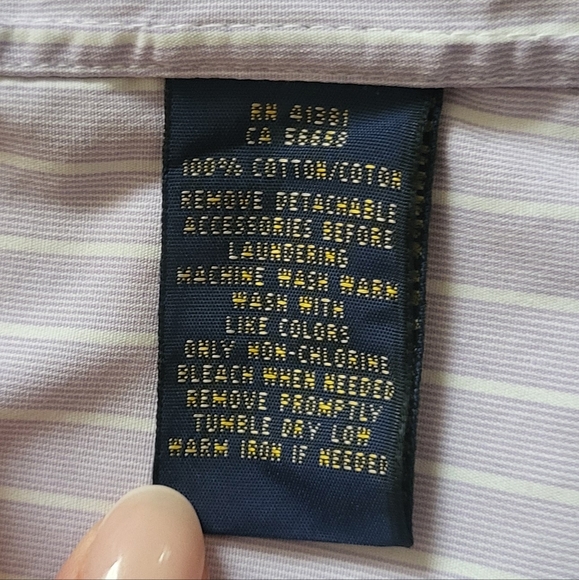 RN 41381
CA 56658
100% COTTON/COTON
REMOVE DETACHABLE
ACCESSORIES BEFORE
LAUNDERING
MACHINE WASH WARM
WASH WITH
LIKE COLORS
ONLY NON-CHLORINE
BLEACH WHEN NEEDED
REMOVE PROMPTLY
TUMBLE DRY LOW
WARM IRON IF NEEDED